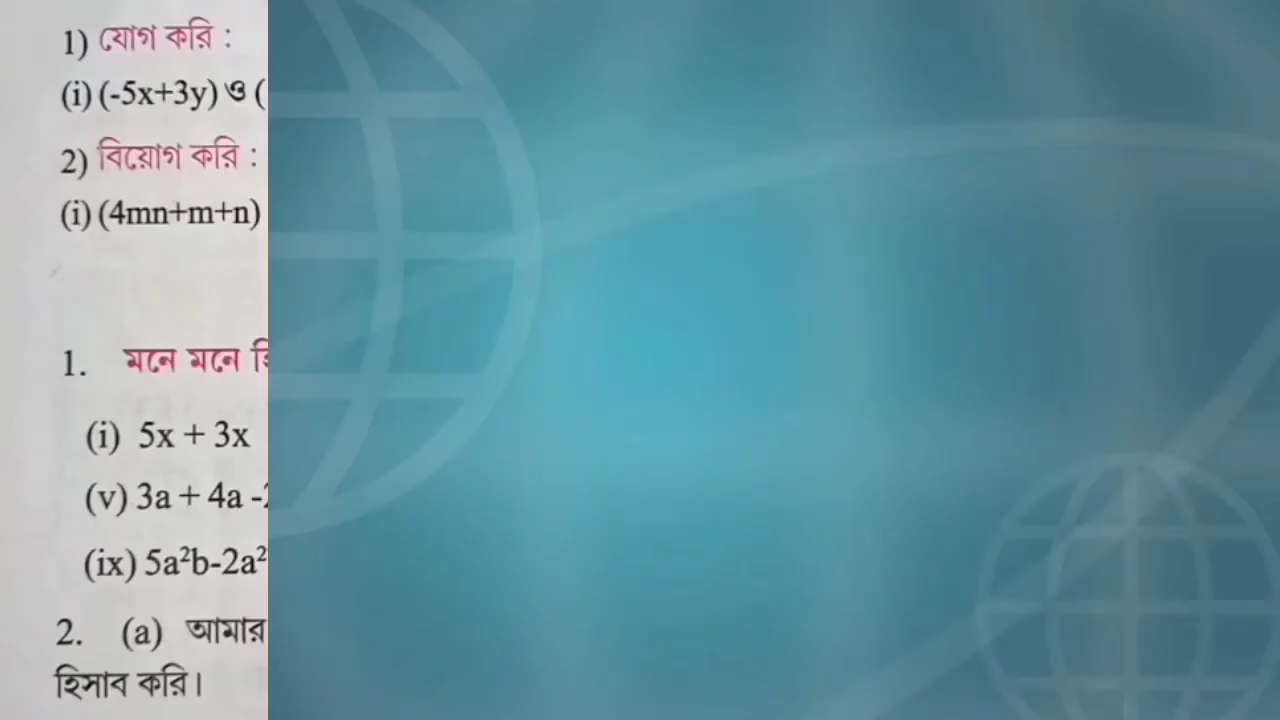 1) যোগ করি :
(i) (-5x+3y) ও (
2) বিয়োগ করি :
(i) (4mn+m+n)
1. মনে মনে
(i) 5x + 3x
(v) 3a + 4a -
(ix) 5a²b-2a²
2. (a) আমার
হিসাব করি।